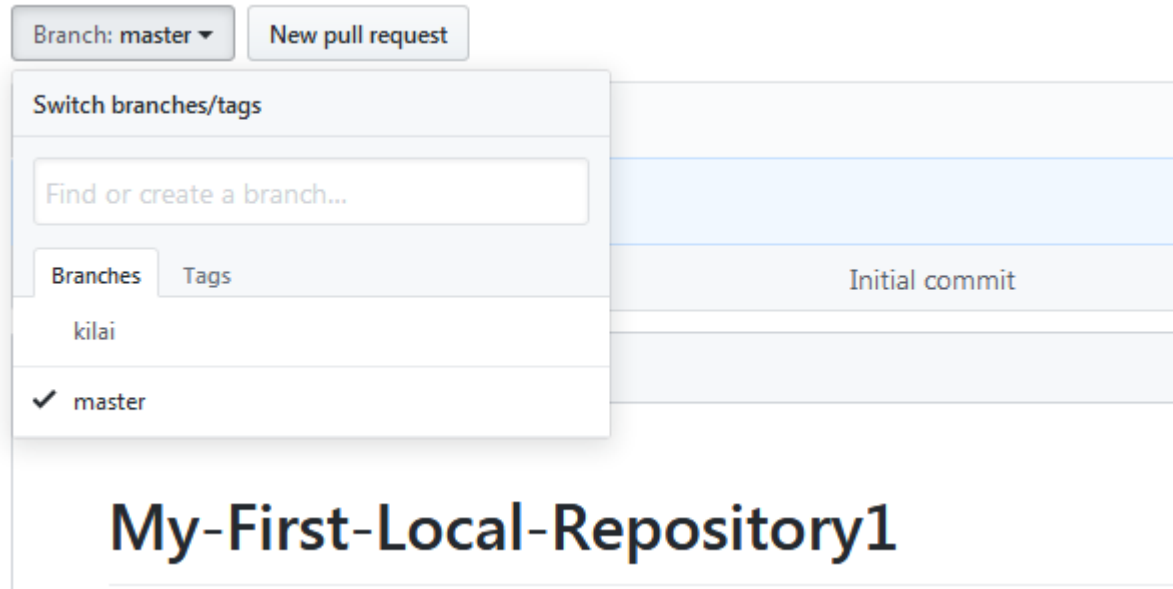 Branch: master
New pull request
Switch branches/tags
Find or create a branch...
Branches
Tags
kilai
master
Initial commit
My-First-Local-Repository1